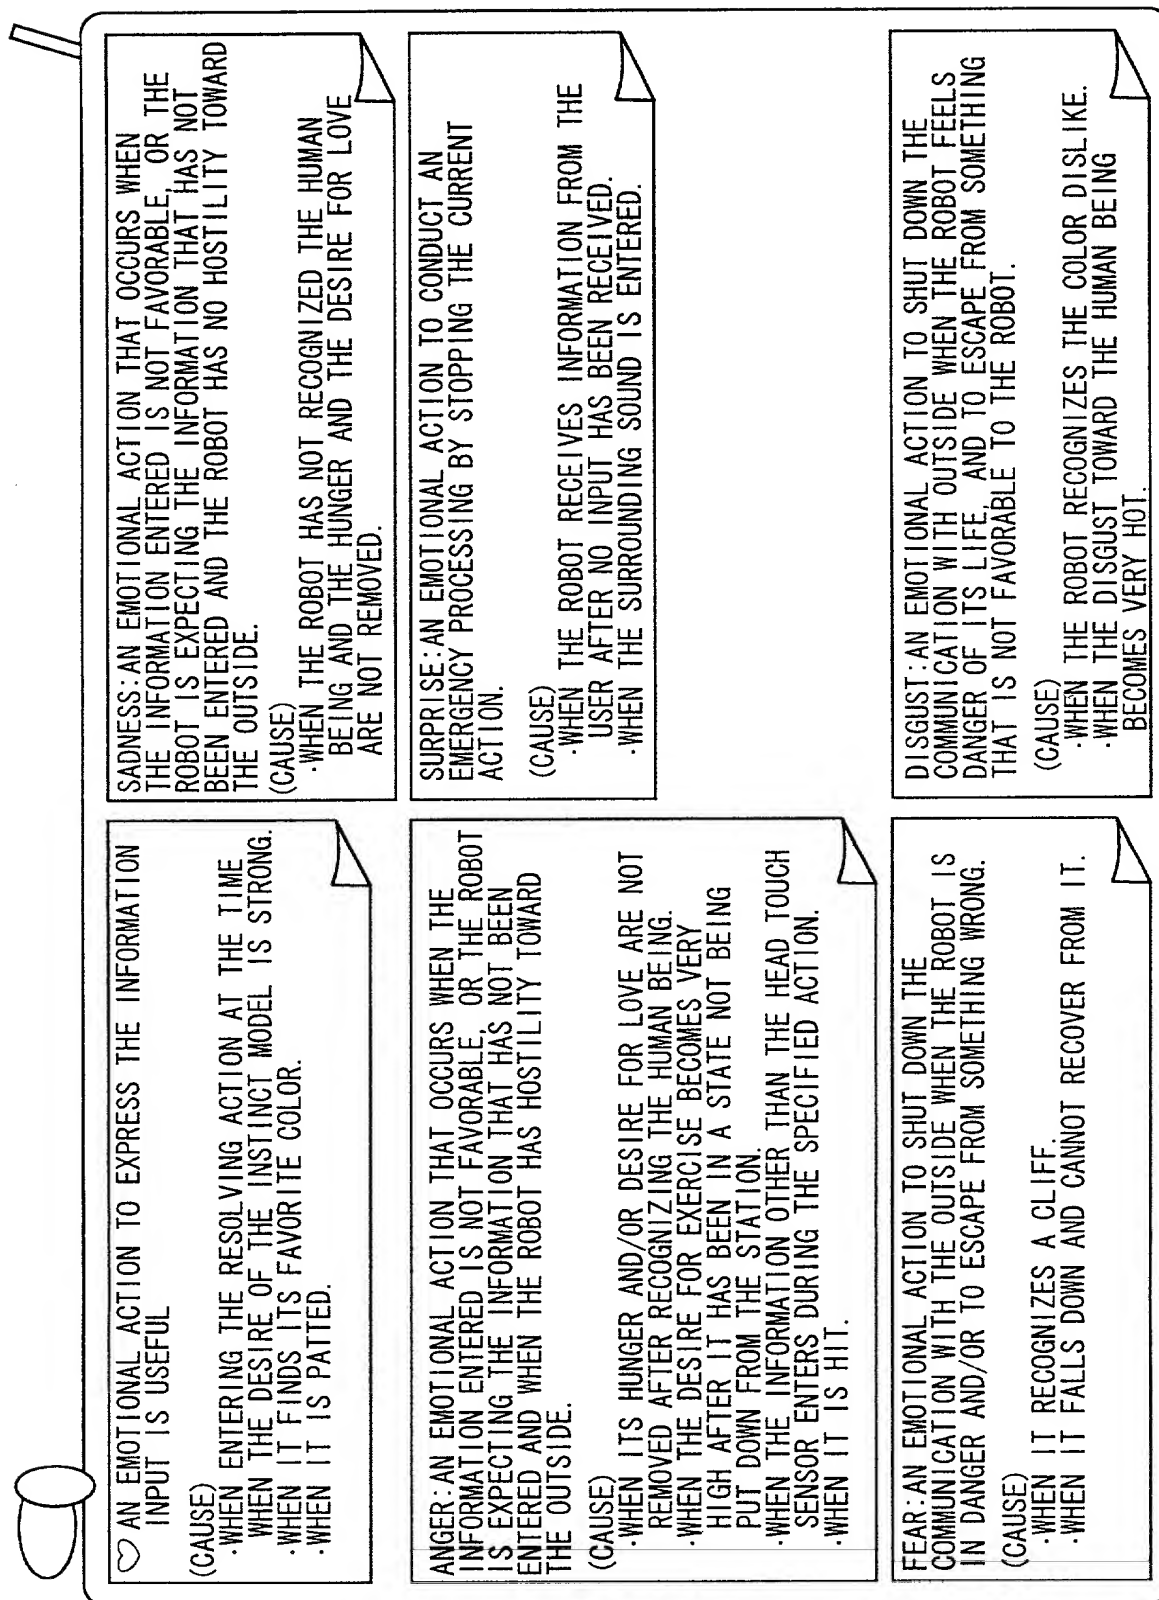 ♡ AN EMOTIONAL ACTION TO EXPRESS THE INFORMATION
INPUT IS USEFUL
(CAUSE)
·WHEN ENTERING THE RESOLVING ACTION AT THE TIME
WHEN THE DESIRE OF THE INSTINCT MODEL IS STRONG.
·WHEN IT FINDS ITS FAVORITE COLOR.
·WHEN IT IS PATTED.
SADNESS:AN EMOTIONAL ACTION THAT OCCURS WHEN
THE INFORMATION ENTERED IS NOT FAVORABLE, OR THE
ROBOT IS EXPECTING THE INFORMATION THAT HAS NOT
BEEN ENTERED AND THE ROBOT HAS NO HOSTILITY TOWARD
THE OUTSIDE.
(CAUSE)
·WHEN THE ROBOT HAS NOT RECOGNIZED THE HUMAN
BEING AND THE HUNGER AND THE DESIRE FOR LOVE
ARE NOT REMOVED.
ANGER:AN EMOTIONAL ACTION THAT OCCURS WHEN THE
INFORMATION ENTERED IS NOT FAVORABLE, OR THE ROBOT
IS EXPECTING THE INFORMATION THAT HAS NOT BEEN
ENTERED AND WHEN THE ROBOT HAS HOSTILITY TOWARD
THE OUTSIDE.
(CAUSE)
·WHEN ITS HUNGER AND/OR DESIRE FOR LOVE ARE NOT
REMOVED AFTER RECOGNIZING THE HUMAN BEING.
·WHEN THE DESIRE FOR EXERCISE BECOMES VERY
HIGH AFTER IT HAS BEEN IN A STATE NOT BEING
PUT DOWN FROM THE STATION.
·WHEN THE INFORMATION OTHER THAN THE HEAD TOUCH
SENSOR ENTERS DURING THE SPECIFIED ACTION.
·WHEN IT IS HIT.
SURPRISE:AN EMOTIONAL ACTION TO CONDUCT AN
EMERGENCY PROCESSING BY STOPPING THE CURRENT
ACTION.
(CAUSE)
·WHEN THE ROBOT RECEIVES INFORMATION FROM THE
USER AFTER NO INPUT HAS BEEN RECEIVED.
·WHEN THE SURROUNDING SOUND IS ENTERED.
FEAR:AN EMOTIONAL ACTION TO SHUT DOWN THE
COMMUNICATION WITH THE OUTSIDE WHEN THE ROBOT IS
IN DANGER AND/OR TO ESCAPE FROM SOMETHING WRONG.
(CAUSE)
·WHEN IT RECOGNIZES A CLIFF.
·WHEN IT FALLS DOWN AND CANNOT RECOVER FROM IT.
DISGUST:AN EMOTIONAL ACTION TO SHUT DOWN THE
COMMUNICATION WITH OUTSIDE WHEN THE ROBOT FEELS
DANGER OF ITS LIFE, AND TO ESCAPE FROM SOMETHING
THAT IS NOT FAVORABLE TO THE ROBOT.
(CAUSE)
·WHEN THE ROBOT RECOGNIZES THE COLOR DISLIKE.
·WHEN THE DISGUST TOWARD THE HUMAN BEING
BECOMES VERY HOT.